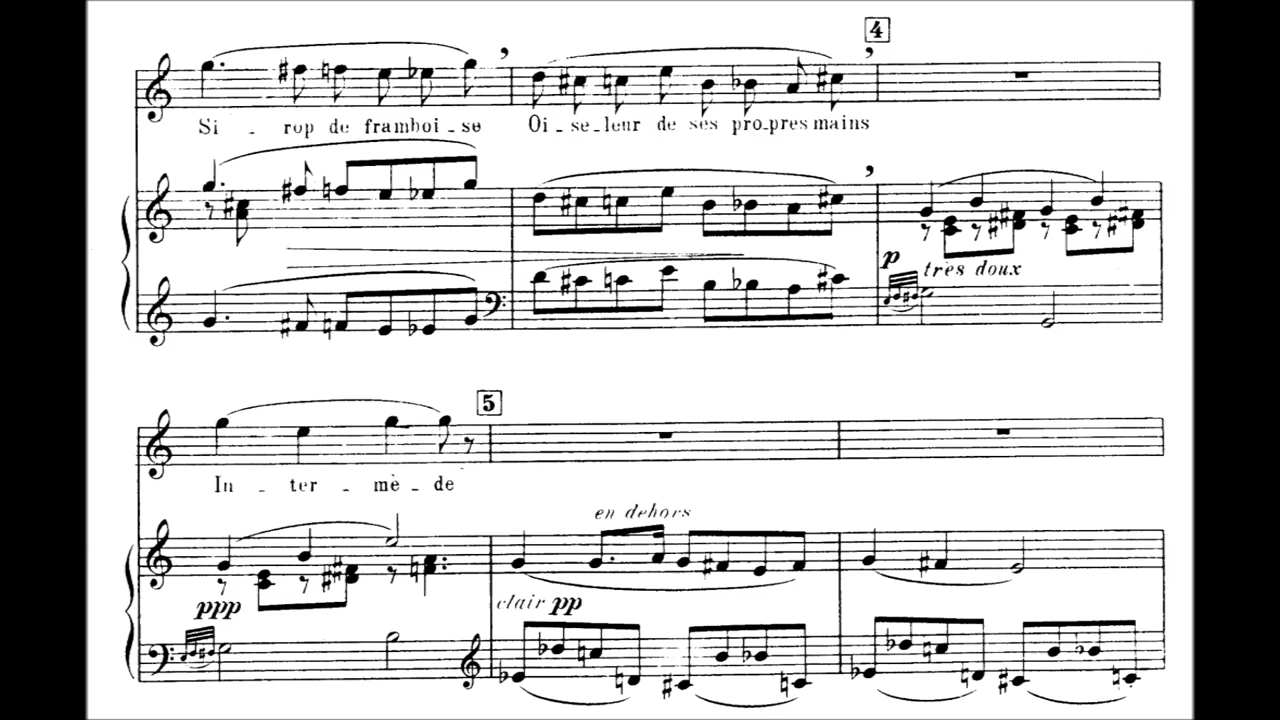 4
Si - rop de framboi - se Oi - se - leur de ses pro - pres mains
p très doux
5
In - ter - mè - de
en dehors
ppp clair pp